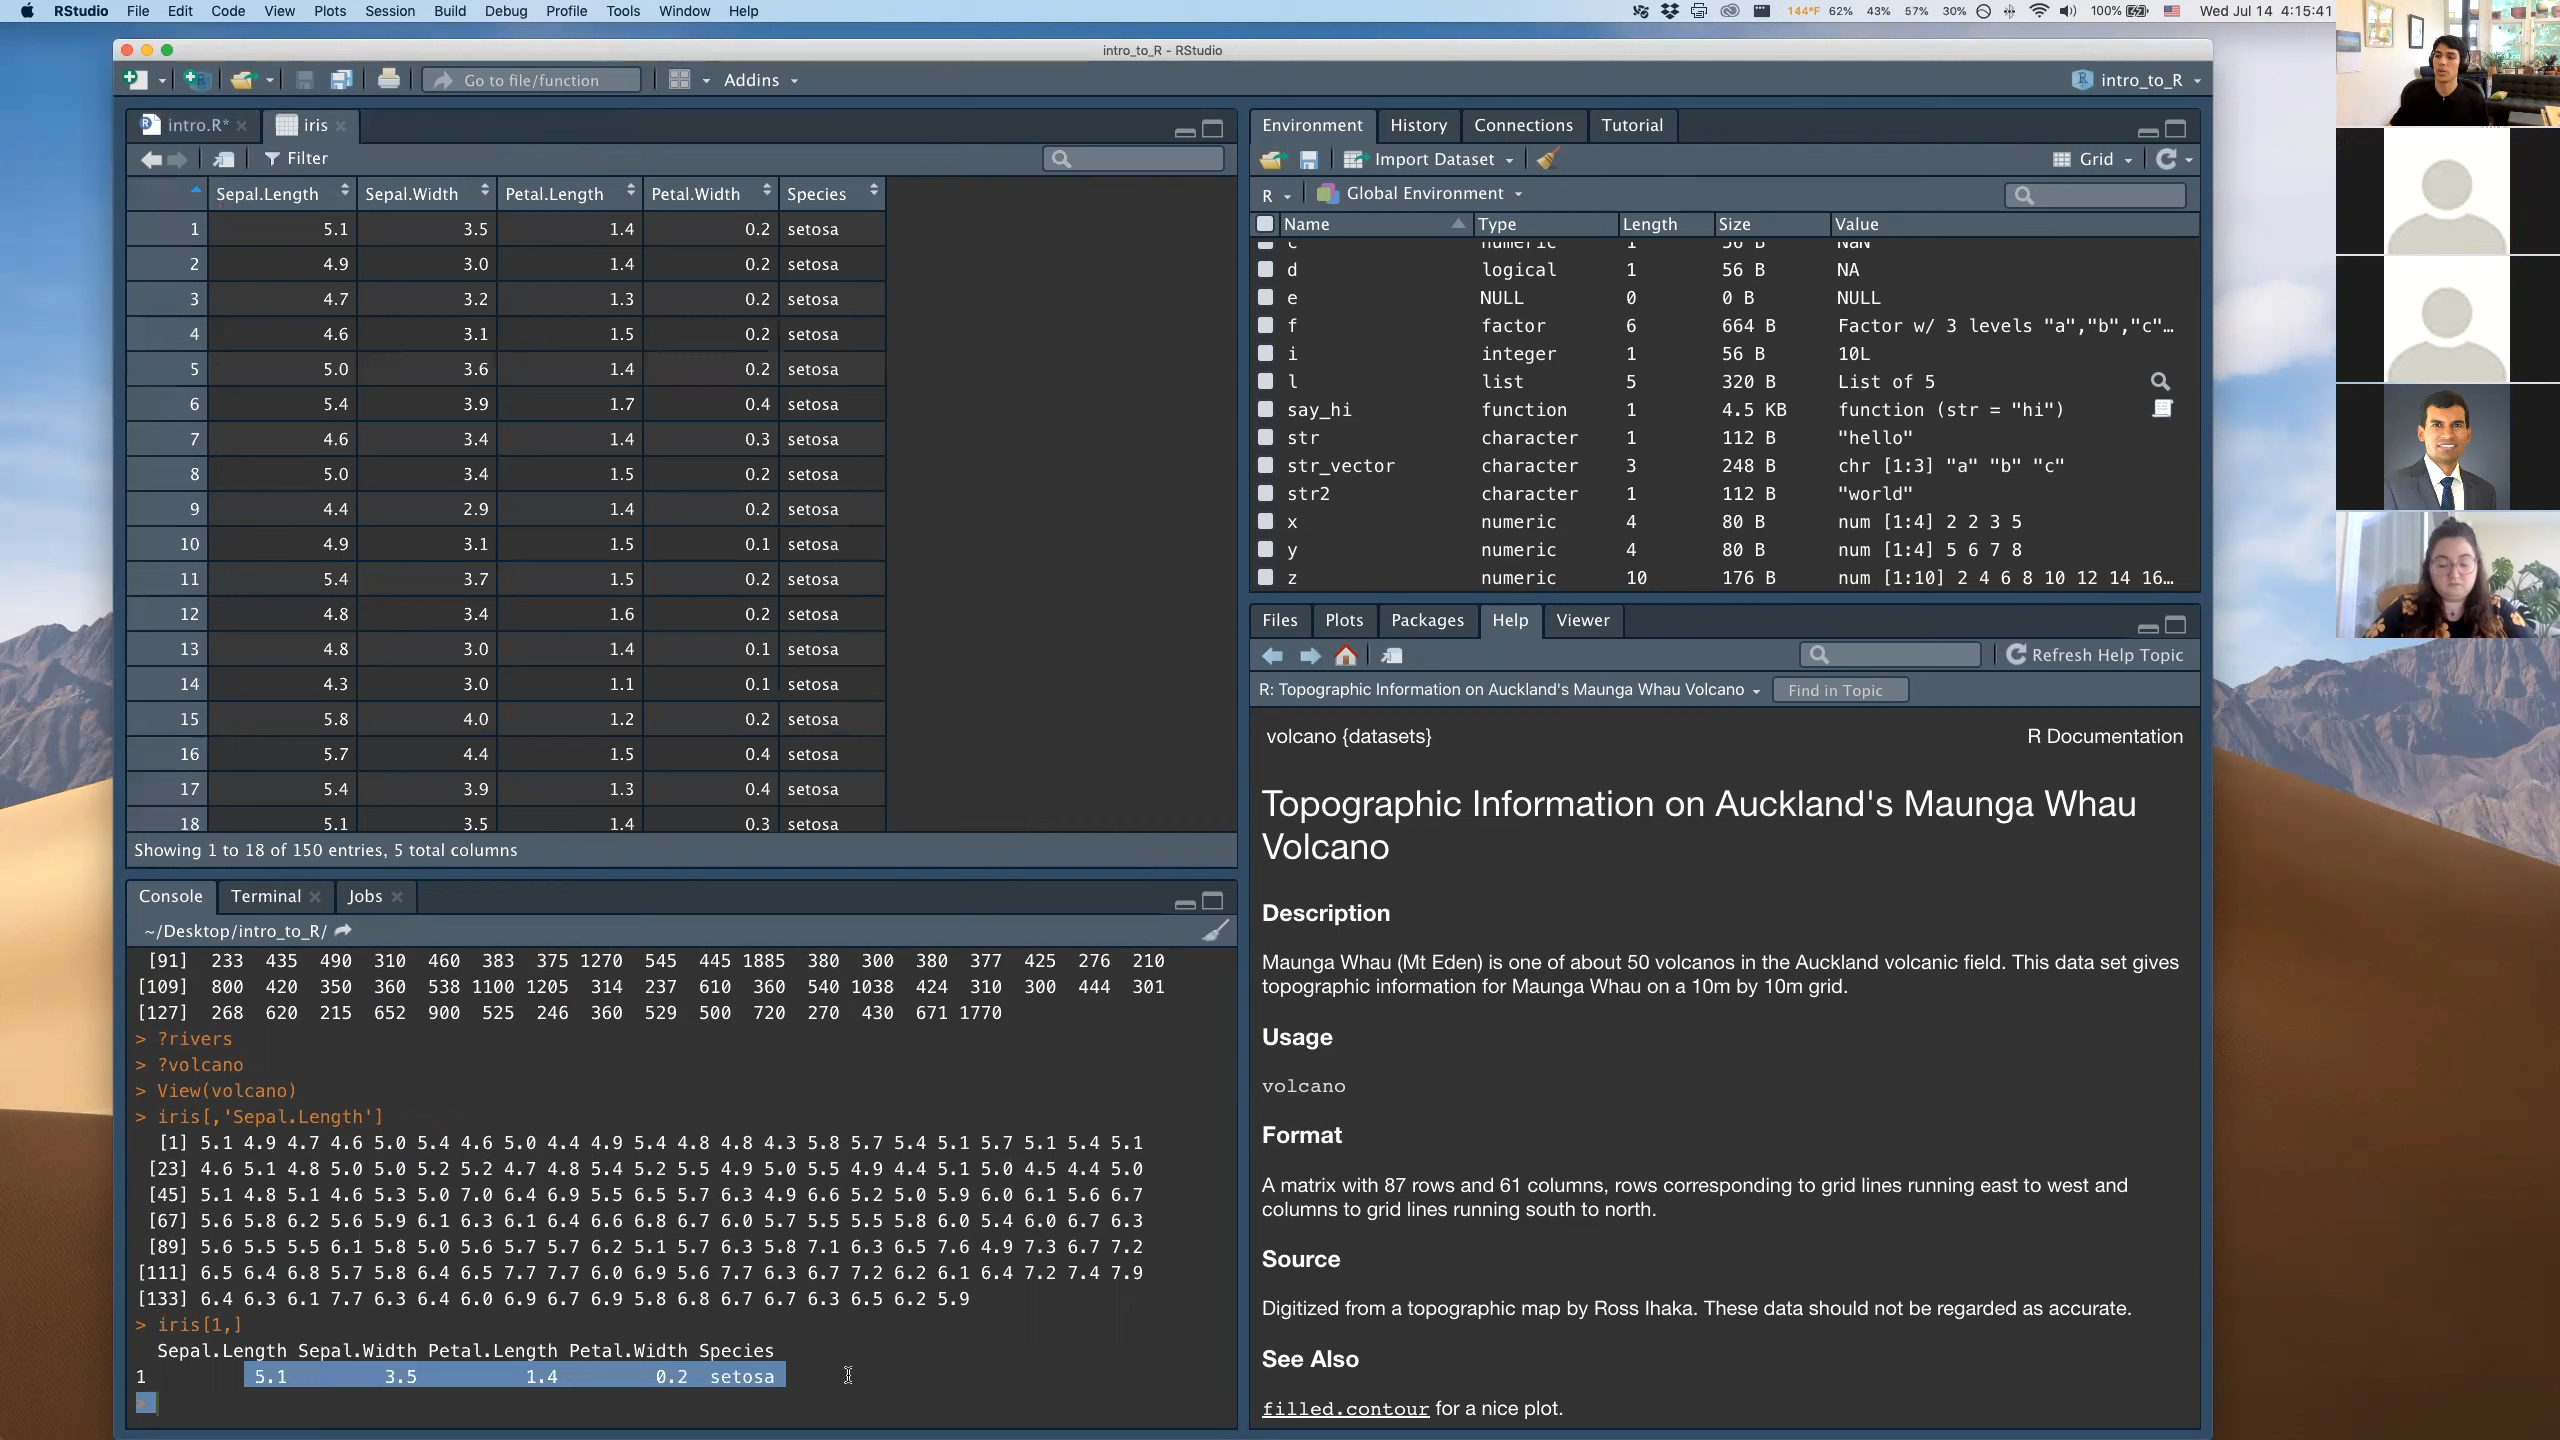 RStudio File Edit Code View Plots Session Build Debug Profile Tools Window Help 144°F 62% 43% 57% 30% 100% Wed Jul 14 4:15:41
intro_to_R - RStudio
Go to file/function Addins intro_to_R
intro.R* iris
Filter
Sepal.Length Sepal.Width Petal.Length Petal.Width Species
1 5.1 3.5 1.4 0.2 setosa
2 4.9 3.0 1.4 0.2 setosa
3 4.7 3.2 1.3 0.2 setosa
4 4.6 3.1 1.5 0.2 setosa
5 5.0 3.6 1.4 0.2 setosa
6 5.4 3.9 1.7 0.4 setosa
7 4.6 3.4 1.4 0.3 setosa
8 5.0 3.4 1.5 0.2 setosa
9 4.4 2.9 1.4 0.2 setosa
10 4.9 3.1 1.5 0.1 setosa
11 5.4 3.7 1.5 0.2 setosa
12 4.8 3.4 1.6 0.2 setosa
13 4.8 3.0 1.4 0.1 setosa
14 4.3 3.0 1.1 0.1 setosa
15 5.8 4.0 1.2 0.2 setosa
16 5.7 4.4 1.5 0.4 setosa
17 5.4 3.9 1.3 0.4 setosa
18 5.1 3.5 1.4 0.3 setosa
Showing 1 to 18 of 150 entries, 5 total columns
Console Terminal Jobs
~/Desktop/intro_to_R/
[91] 233 435 490 310 460 383 375 1270 545 445 1885 380 300 380 377 425 276 210
[109] 800 420 350 360 538 1100 1205 314 237 610 360 540 1038 424 310 300 444 301
[127] 268 620 215 652 900 525 246 360 529 500 720 270 430 671 1770
> ?rivers
> ?volcano
> View(volcano)
> iris[,'Sepal.Length']
[1] 5.1 4.9 4.7 4.6 5.0 5.4 4.6 5.0 4.4 4.9 5.4 4.8 4.8 4.3 5.8 5.7 5.4 5.1 5.7 5.1 5.4 5.1
[23] 4.6 5.1 4.8 5.0 5.0 5.2 5.2 4.7 4.8 5.4 5.2 5.5 4.9 5.0 5.5 4.9 4.4 5.1 5.0 4.5 4.4 5.0
[45] 5.1 4.8 5.1 4.6 5.3 5.0 7.0 6.4 6.9 5.5 6.5 5.7 6.3 4.9 6.6 5.2 5.0 5.9 6.0 6.1 5.6 6.7
[67] 5.6 5.8 6.2 5.6 5.9 6.1 6.3 6.1 6.4 6.6 6.8 6.7 6.0 5.7 5.5 5.5 5.8 6.0 5.4 6.0 6.7 6.3
[89] 5.6 5.5 5.5 6.1 5.8 5.0 5.6 5.7 5.7 6.2 5.1 5.7 6.3 5.8 7.1 6.3 6.5 7.6 4.9 7.3 6.7 7.2
[111] 6.5 6.4 6.8 5.7 5.8 6.4 6.5 7.7 7.7 6.0 6.9 5.6 7.7 6.3 6.7 7.2 6.2 6.1 6.4 7.2 7.4 7.9
[133] 6.4 6.3 6.1 7.7 6.3 6.4 6.0 6.9 6.7 6.9 5.8 6.8 6.7 6.7 6.3 6.5 6.2 5.9
> iris[1,]
Sepal.Length Sepal.Width Petal.Length Petal.Width Species
1 5.1 3.5 1.4 0.2 setosa
>
Environment History Connections Tutorial
Import Dataset Grid
R Global Environment
Name Type Length Size Value
c numeric 1 56 B NaN
d logical 1 56 B NA
e NULL 0 0 B NULL
f factor 6 664 B Factor w/ 3 levels "a","b","c"…
i integer 1 56 B 10L
l list 5 320 B List of 5
say_hi function 1 4.5 KB function (str = "hi")
str character 1 112 B "hello"
str_vector character 3 248 B chr [1:3] "a" "b" "c"
str2 character 1 112 B "world"
x numeric 4 80 B num [1:4] 2 2 3 5
y numeric 4 80 B num [1:4] 5 6 7 8
z numeric 10 176 B num [1:10] 2 4 6 8 10 12 14 16…
Files Plots Packages Help Viewer
Refresh Help Topic
R: Topographic Information on Auckland's Maunga Whau Volcano Find in Topic
volcano {datasets} R Documentation
Topographic Information on Auckland's Maunga Whau
Volcano
Description
Maunga Whau (Mt Eden) is one of about 50 volcanos in the Auckland volcanic field. This data set gives
topographic information for Maunga Whau on a 10m by 10m grid.
Usage
volcano
Format
A matrix with 87 rows and 61 columns, rows corresponding to grid lines running east to west and
columns to grid lines running south to north.
Source
Digitized from a topographic map by Ross Ihaka. These data should not be regarded as accurate.
See Also
filled.contour for a nice plot.